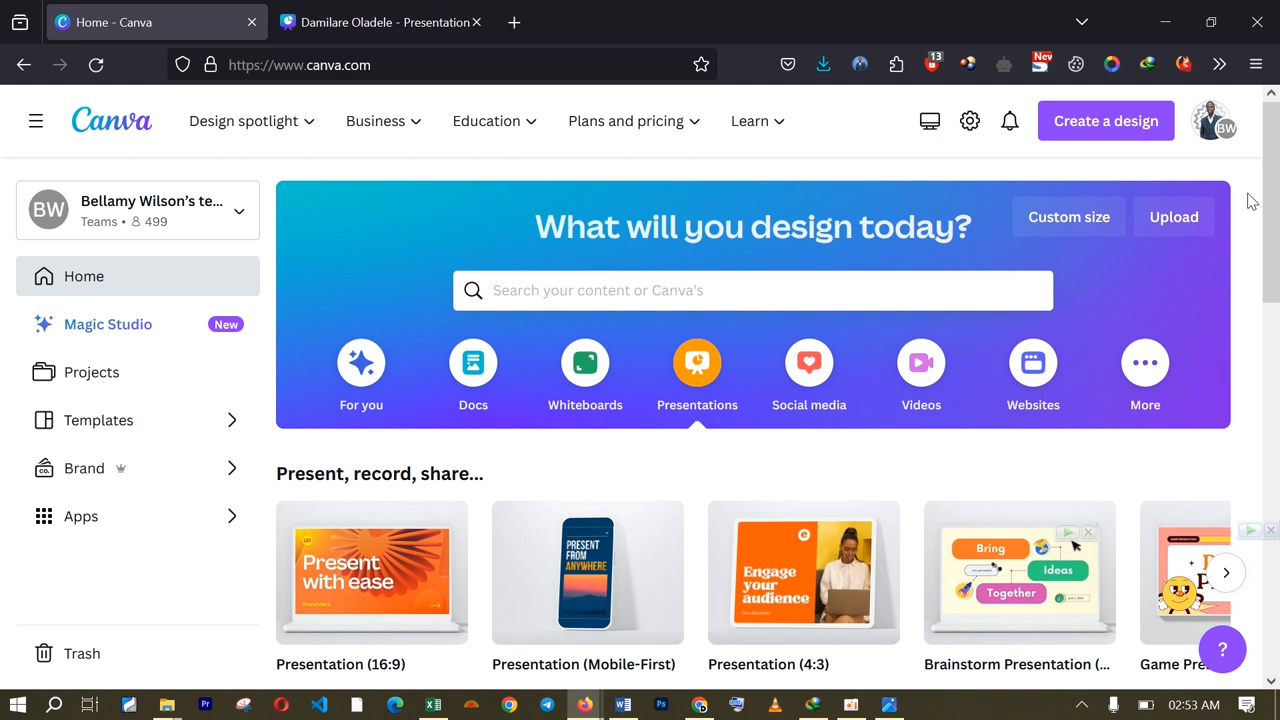 Home - Canva
Damilare Oladele - Presentation
https://www.canva.com
13
New
Canva
Design spotlight
Business
Education
Plans and pricing
Learn
Create a design
BW
BW
Bellamy Wilson's te...
Teams • 499
Home
Magic Studio
New
Projects
Templates
Brand
CO.
Apps
Trash
What will you design today?
Custom size
Upload
Search your content or Canva's
For you
Docs
Whiteboards
Presentations
Social media
Videos
Websites
More
Present, record, share...
Present
with ease
Brand deck
PRESENT
FROM
ANYWHERE
Engage
your
audience
Bring
Ideas
Together
Presentation (16:9)
Presentation (Mobile-First)
Presentation (4:3)
Brainstorm Presentation (...
Game Pre
?
02:53 AM